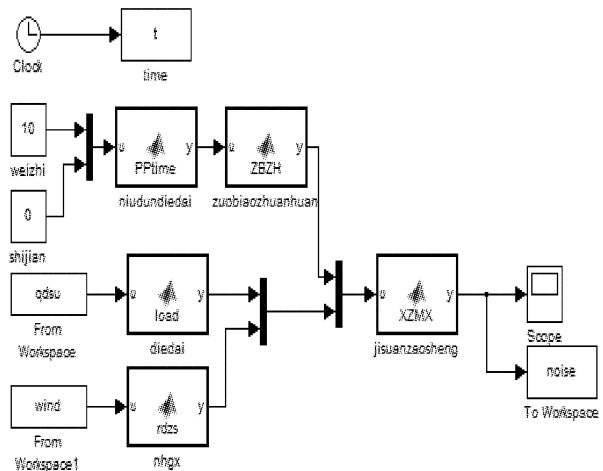 t
Clock
time
10
weizhi
u
y
PPtime
niudundiedai
u
y
ZBZH
zuobiaozhuanhuan
0
shijian
qdsu
From
Workspace
u
y
load
diedai
u
y
XZMX
jisuanzaosheng
Scope
noise
To Workspace
wind
From
Workspace1
u
y
rdzs
nhgx